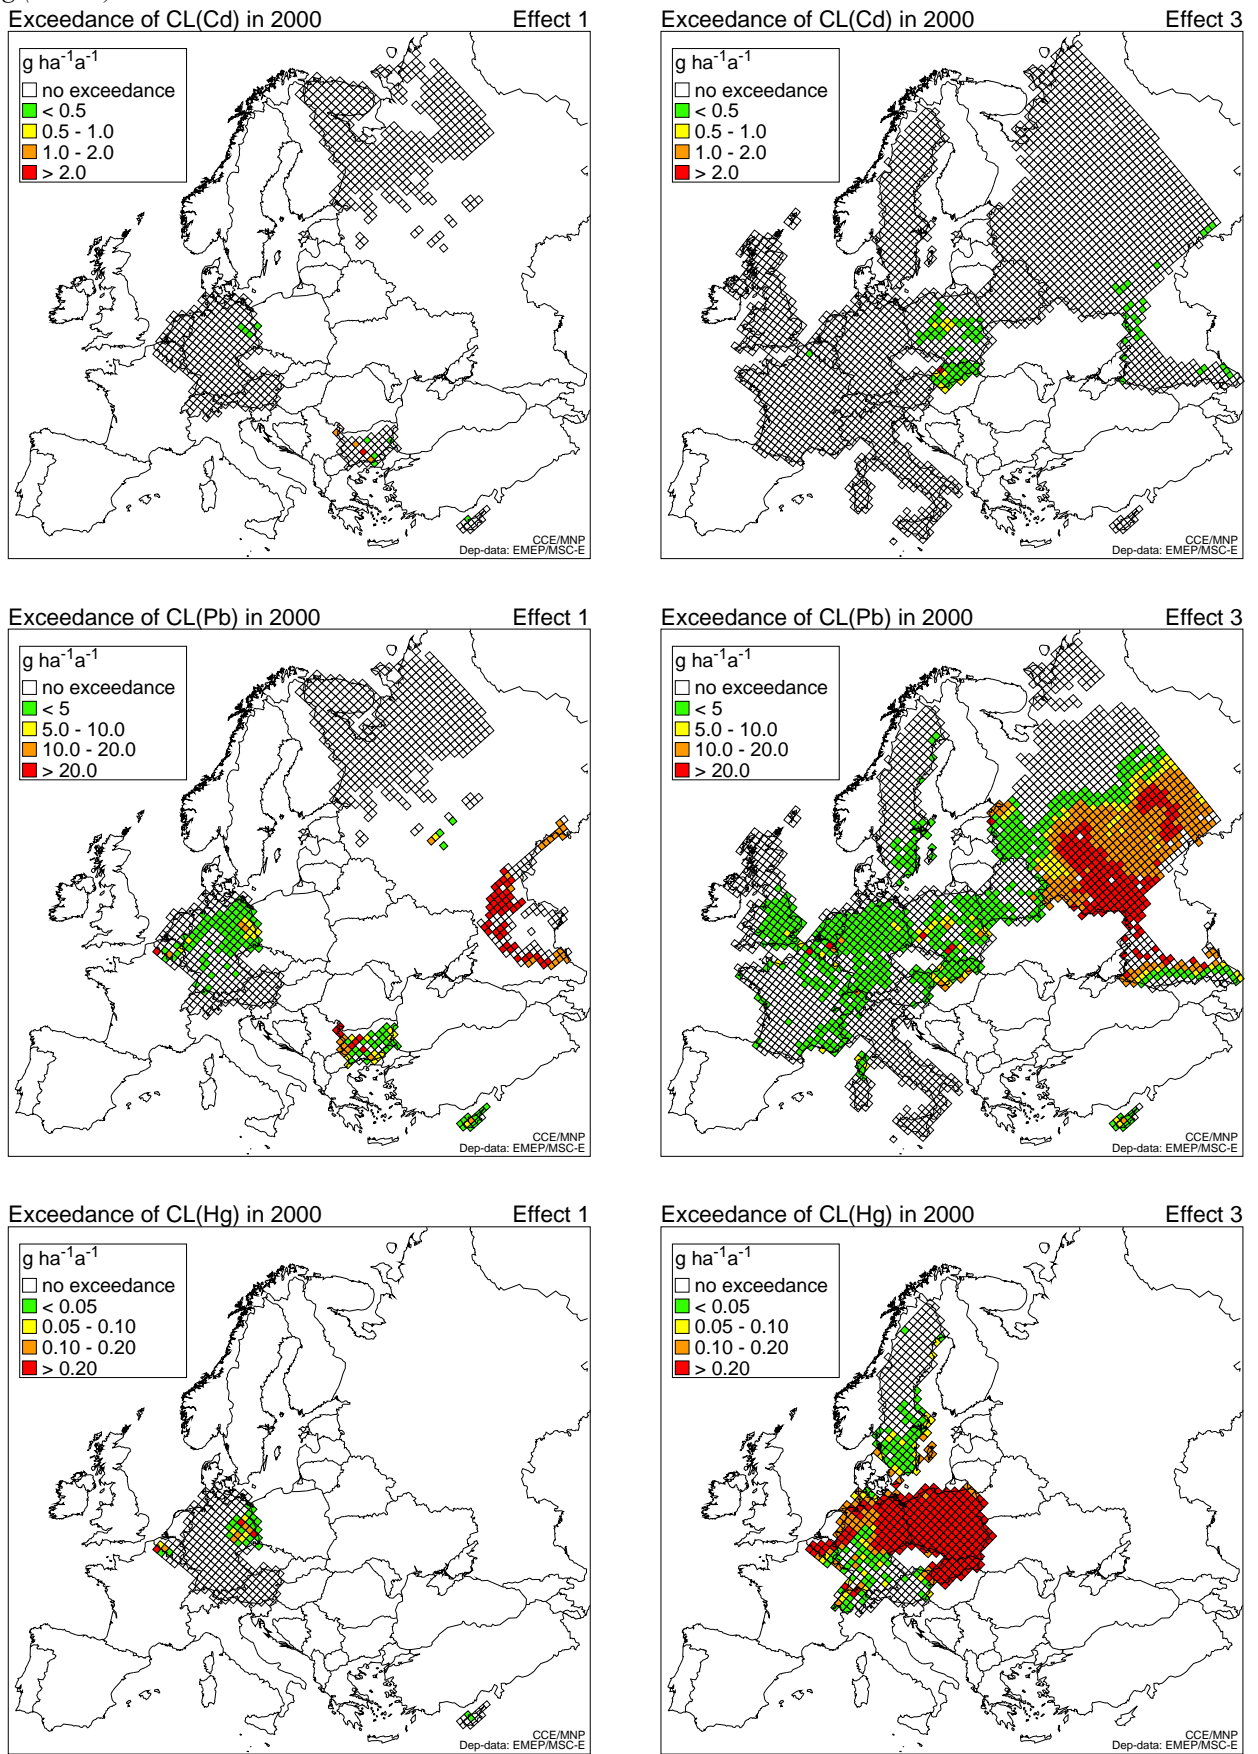 Exceedance of CL(Cd) in 2000 Effect 1
g ha-1a-1
no exceedance
< 0.5
0.5 - 1.0
1.0 - 2.0
> 2.0
CCE/MNP
Dep-data: EMEP/MSC-E
Exceedance of CL(Cd) in 2000 Effect 3
g ha-1a-1
no exceedance
< 0.5
0.5 - 1.0
1.0 - 2.0
> 2.0
CCE/MNP
Dep-data: EMEP/MSC-E
Exceedance of CL(Pb) in 2000 Effect 1
g ha-1a-1
no exceedance
< 5
5.0 - 10.0
10.0 - 20.0
> 20.0
CCE/MNP
Dep-data: EMEP/MSC-E
Exceedance of CL(Pb) in 2000 Effect 3
g ha-1a-1
no exceedance
< 5
5.0 - 10.0
10.0 - 20.0
> 20.0
CCE/MNP
Dep-data: EMEP/MSC-E
Exceedance of CL(Hg) in 2000 Effect 1
g ha-1a-1
no exceedance
< 0.05
0.05 - 0.10
0.10 - 0.20
> 0.20
CCE/MNP
Dep-data: EMEP/MSC-E
Exceedance of CL(Hg) in 2000 Effect 3
g ha-1a-1
no exceedance
< 0.05
0.05 - 0.10
0.10 - 0.20
> 0.20
CCE/MNP
Dep-data: EMEP/MSC-E